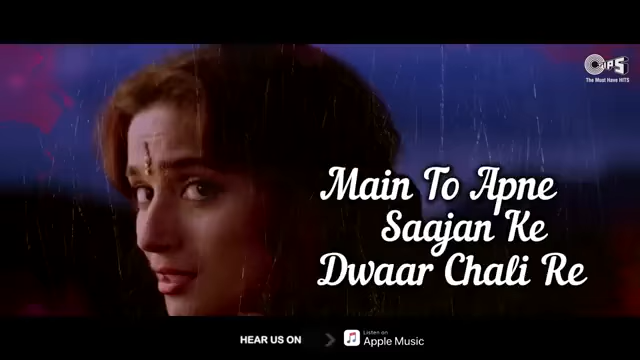 TIPS
The Must Have HITS
Main To Apne
Saajan Ke
Dwaar Chali Re
HEAR US ON
Listen on
Apple Music